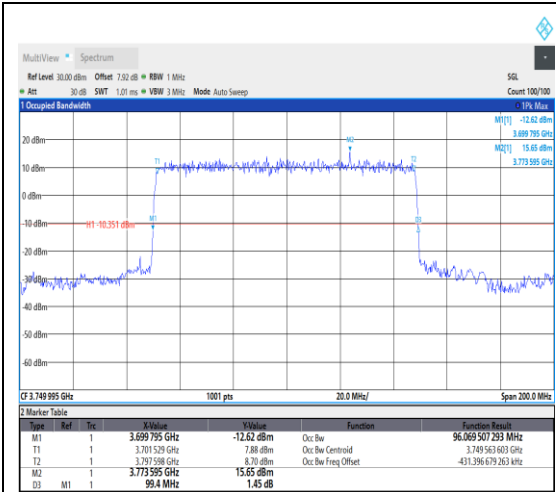 MultiView Spectrum
Ref Level 30.00 dBm Offset 7.92 dB RBW 1 MHz SGL
Att 30 dB SWT 1.01 ms VBW 3 MHz Mode Auto Sweep Count 100/100
1 Occupied Bandwidth 1Pk Max
M1[1] -12.62 dBm
3.699 795 GHz
M2[1] 15.65 dBm
3.773 595 GHz
20 dBm
M2
T1 T2
10 dBm
0 dBm
M1 D3
-10 dBm H1 -10.351 dBm
-20 dBm
-30 dBm
-40 dBm
-50 dBm
-60 dBm
CF 3.749 995 GHz 1001 pts 20.0 MHz/ Span 200.0 MHz
2 Marker Table
Type Ref Trc X-Value Y-Value Function Function Result
M1 1 3.699 795 GHz -12.62 dBm Occ Bw 96.069 507 293 MHz
T1 1 3.701 529 GHz 7.88 dBm Occ Bw Centroid 3.749 563 603 GHz
T2 1 3.797 598 GHz 8.70 dBm Occ Bw Freq Offset -431.396 679 263 kHz
M2 1 3.773 595 GHz 15.65 dBm
D3 M1 1 99.4 MHz 1.45 dB